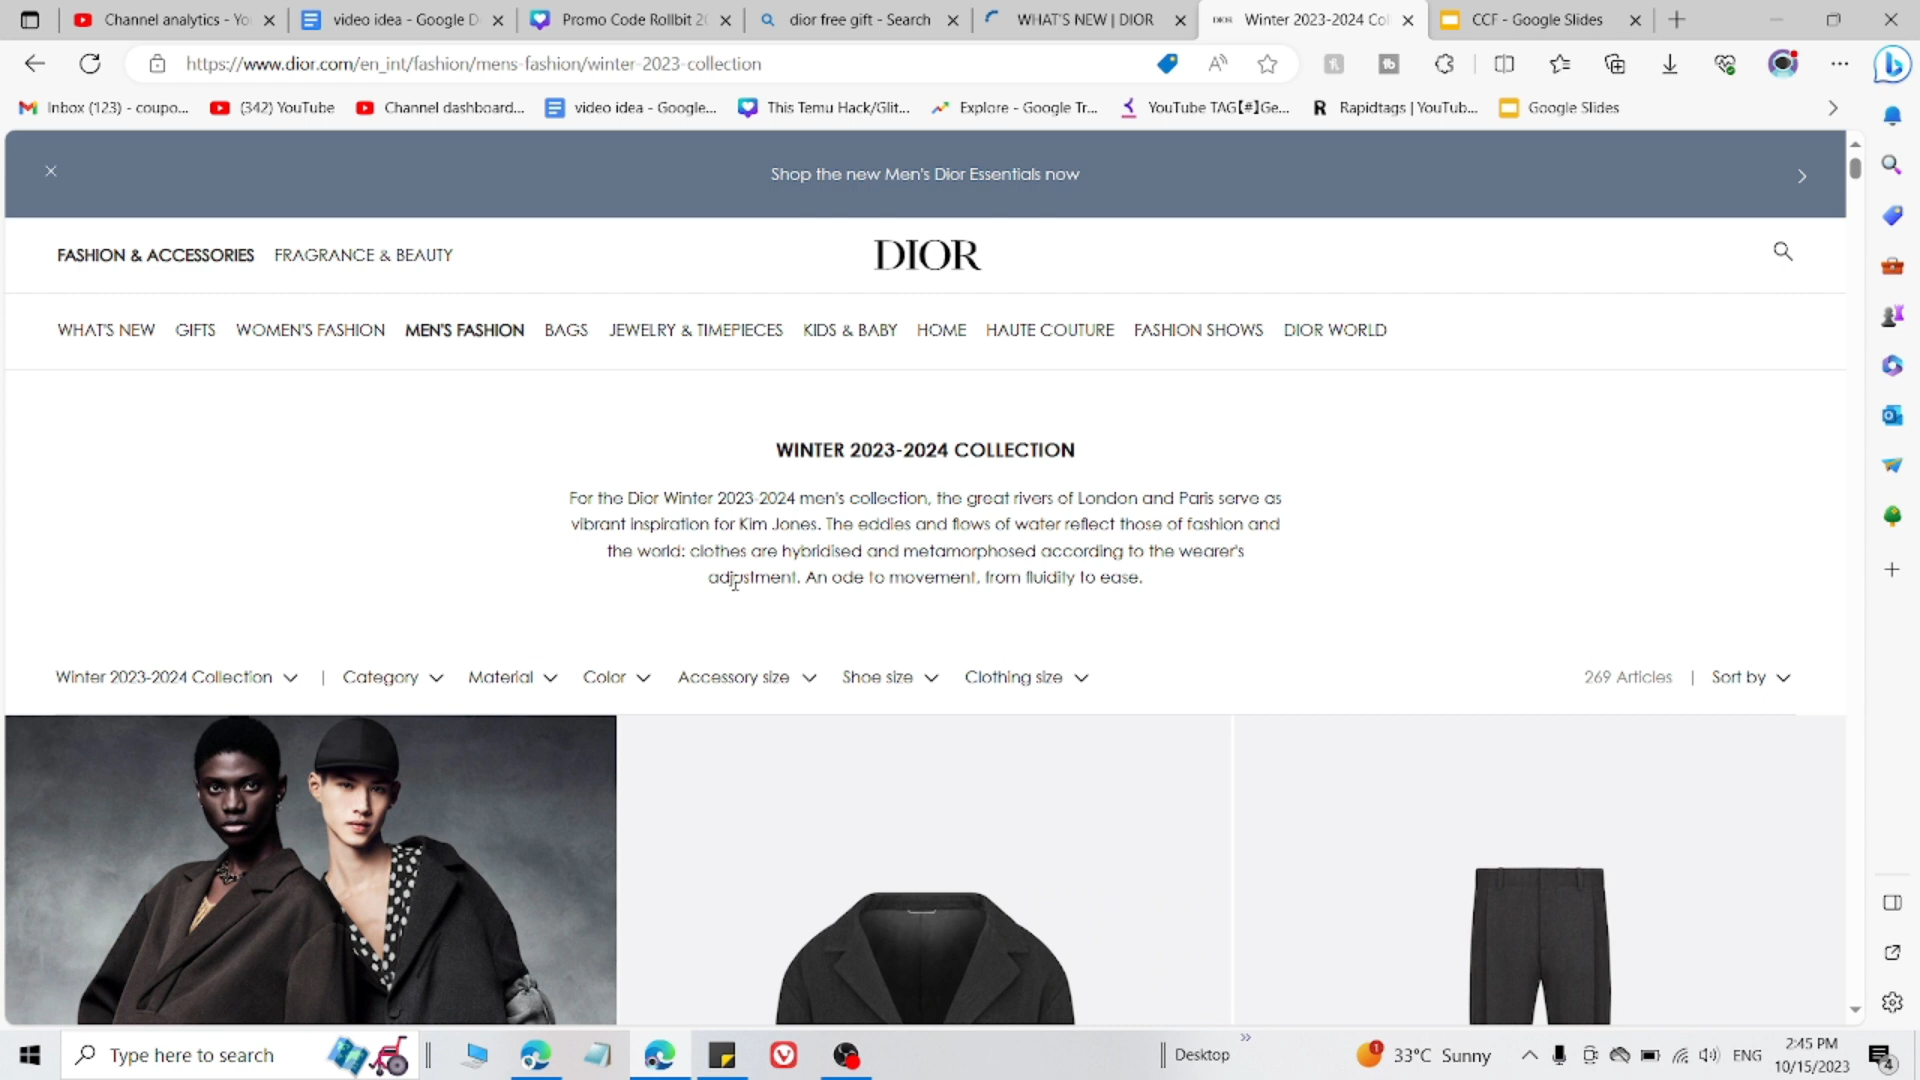 Channel analytics - Yo
video idea - Google D
Promo Code Rollbit 2
dior free gift - Search
WHAT'S NEW | DIOR
DIOR
Winter 2023-2024 Col
CCF - Google Slides
https://www.dior.com/en_int/fashion/mens-fashion/winter-2023-collection
Inbox (123) - coupo...
(342) YouTube
Channel dashboard...
video idea - Google...
This Temu Hack/Glit...
Explore - Google Tr...
YouTube TAG【#】Ge...
Rapidtags | YouTub...
Google Slides
Shop the new Men's Dior Essentials now
FASHION & ACCESSORIES FRAGRANCE & BEAUTY
DIOR
WHAT'S NEW GIFTS WOMEN'S FASHION MEN'S FASHION BAGS JEWELRY & TIMEPIECES KIDS & BABY HOME HAUTE COUTURE FASHION SHOWS DIOR WORLD
WINTER 2023-2024 COLLECTION
For the Dior Winter 2023-2024 men's collection, the great rivers of London and Paris serve as
vibrant inspiration for Kim Jones. The eddies and flows of water reflect those of fashion and
the world: clothes are hybridised and metamorphosed according to the wearer's
adjustment. An ode to movement, from fluidity to ease.
Winter 2023-2024 Collection | Category Material Color Accessory size Shoe size Clothing size 269 Articles | Sort by
Type here to search
Desktop
33°C Sunny
ENG
2:45 PM
10/15/2023